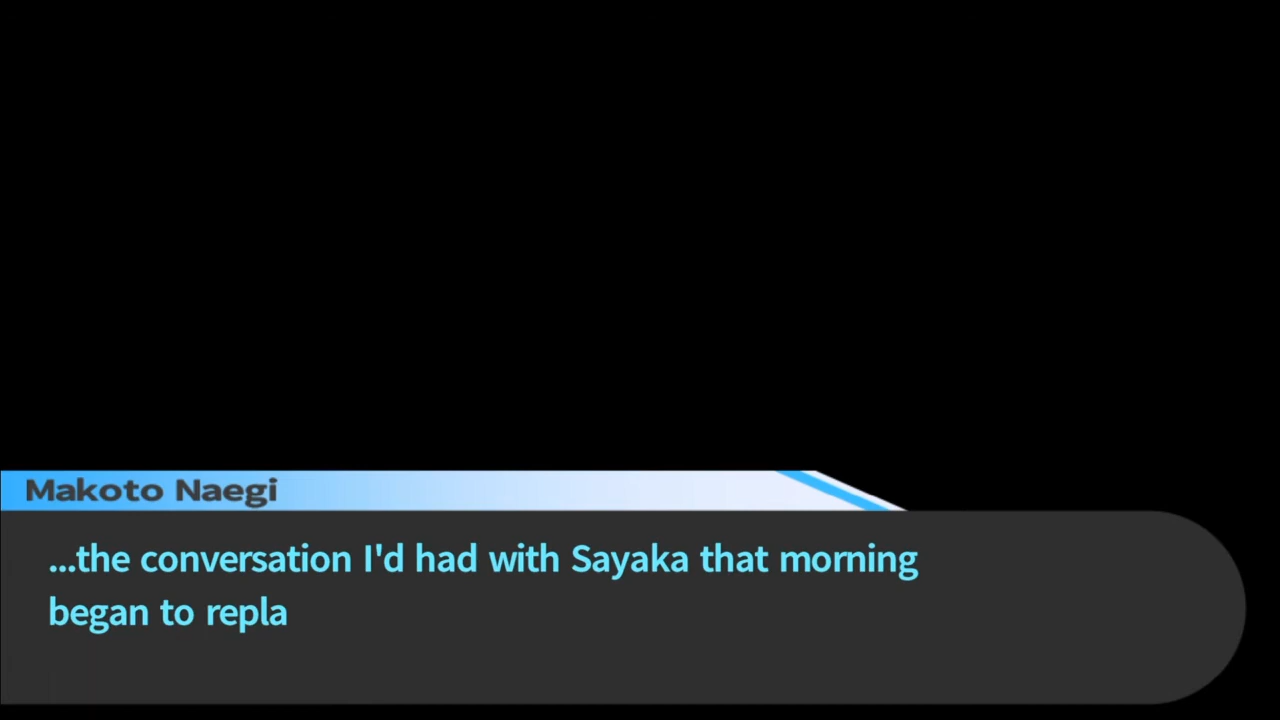 Makoto Naegi
...the conversation I'd had with Sayaka that morning
began to repla